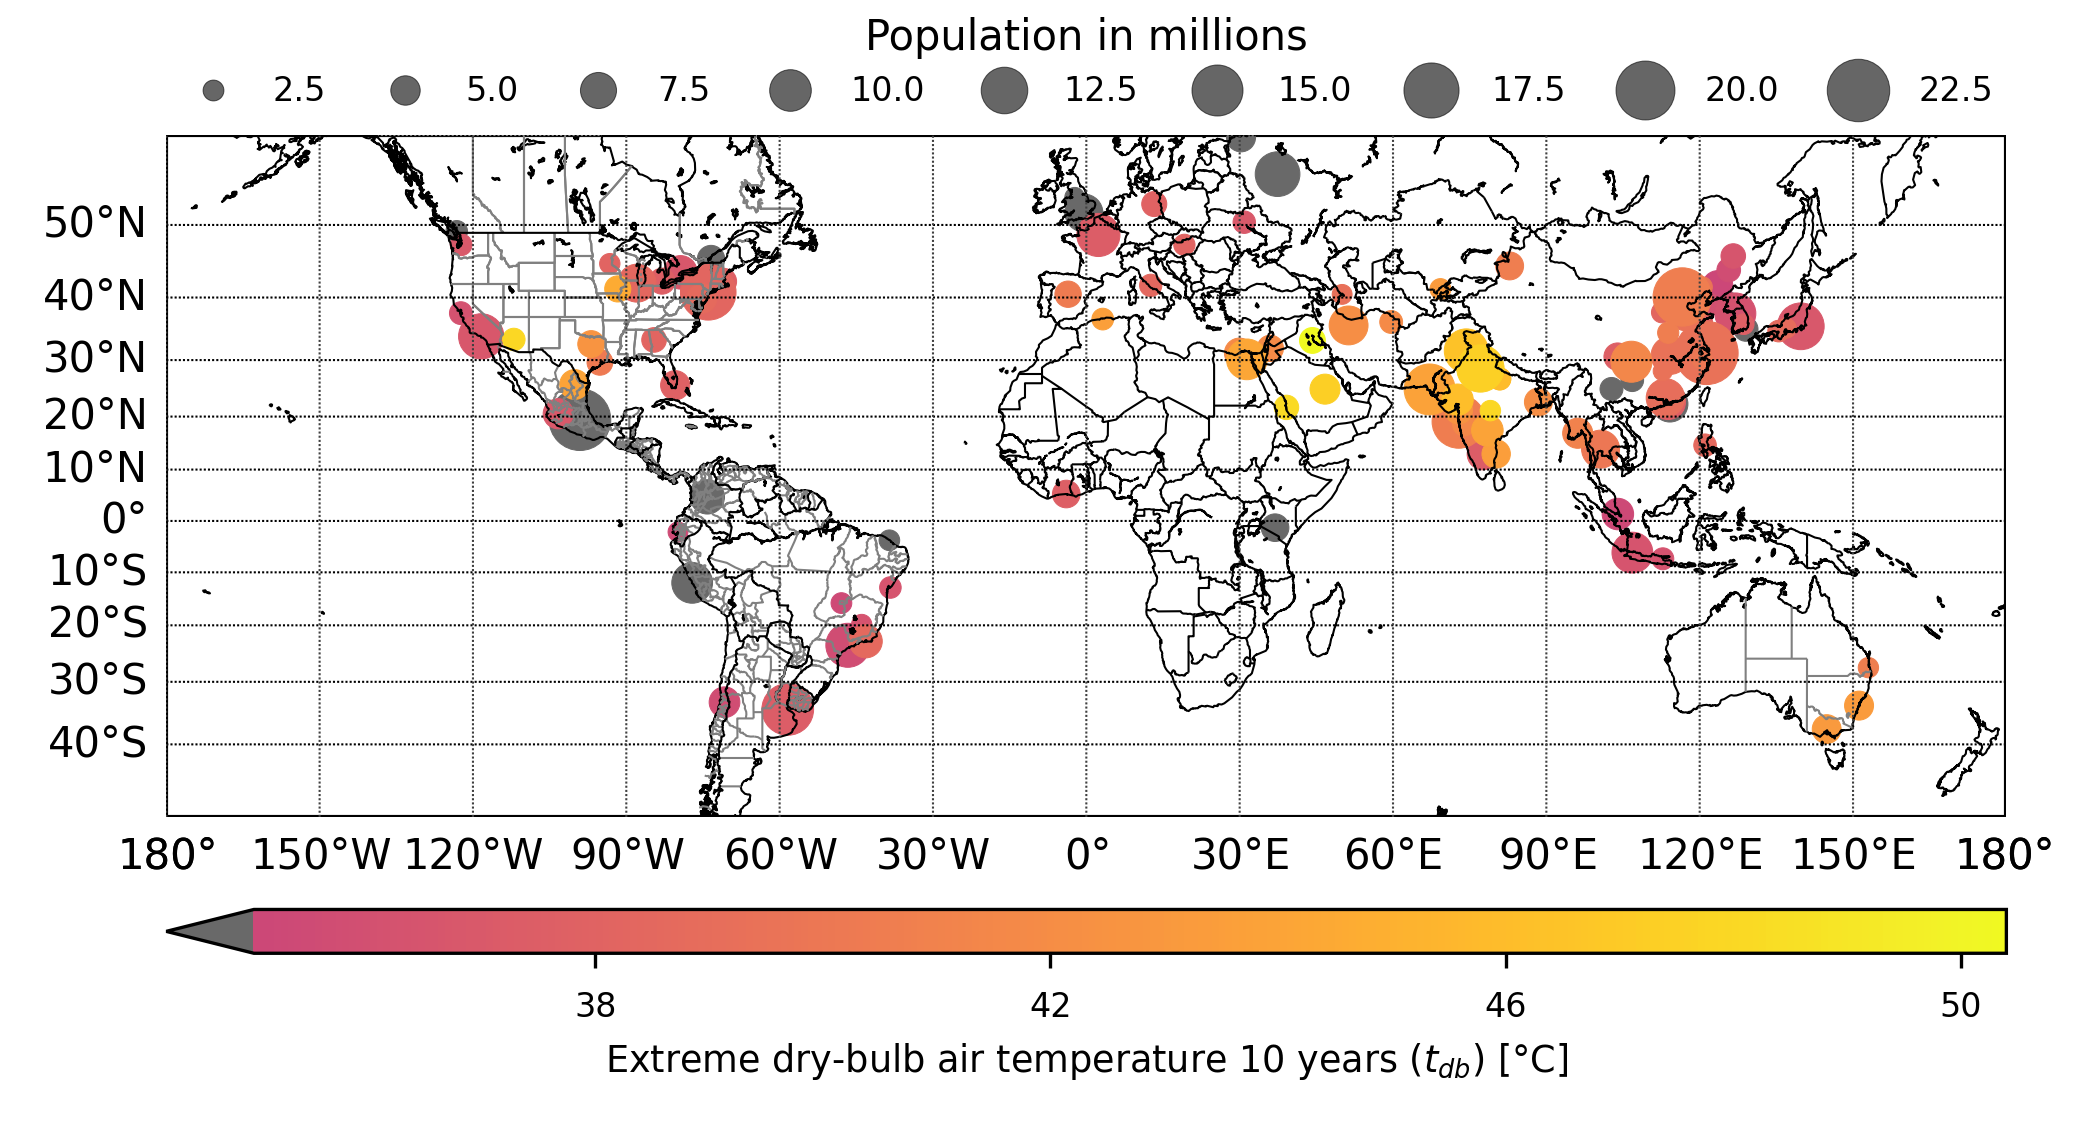 Population in millions
2.5 5.0 7.5 10.0 12.5 15.0 17.5 20.0 22.5
50°N
40°N
30°N
20°N
10°N
0°
10°S
20°S
30°S
40°S
180° 150°W 120°W 90°W 60°W 30°W 0° 30°E 60°E 90°E 120°E 150°E 180°
38 42 46 50
Extreme dry-bulb air temperature 10 years (t_db) [°C]